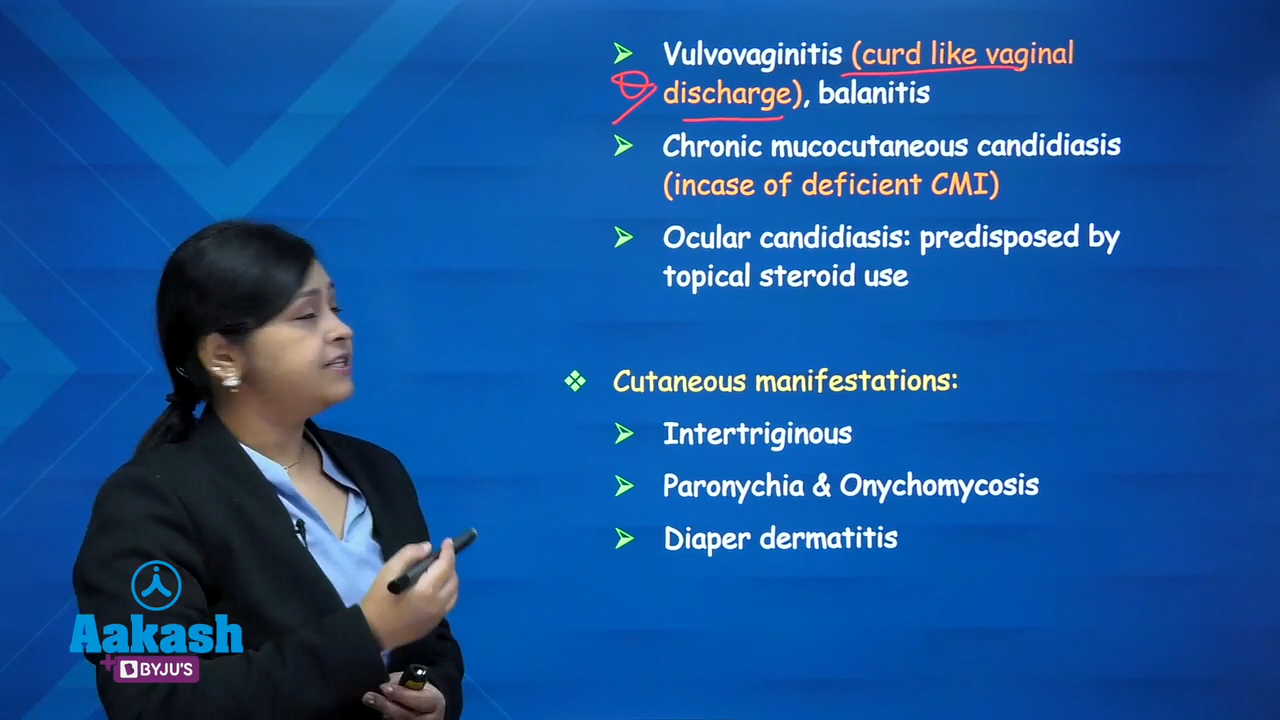 Vulvovaginitis (curd like vaginal
discharge), balanitis
Chronic mucocutaneous candidiasis
(incase of deficient CMI)
Ocular candidiasis: predisposed by
topical steroid use
Cutaneous manifestations:
Intertriginous
Paronychia & Onychomycosis
Diaper dermatitis
Aakash
+ BYJU'S